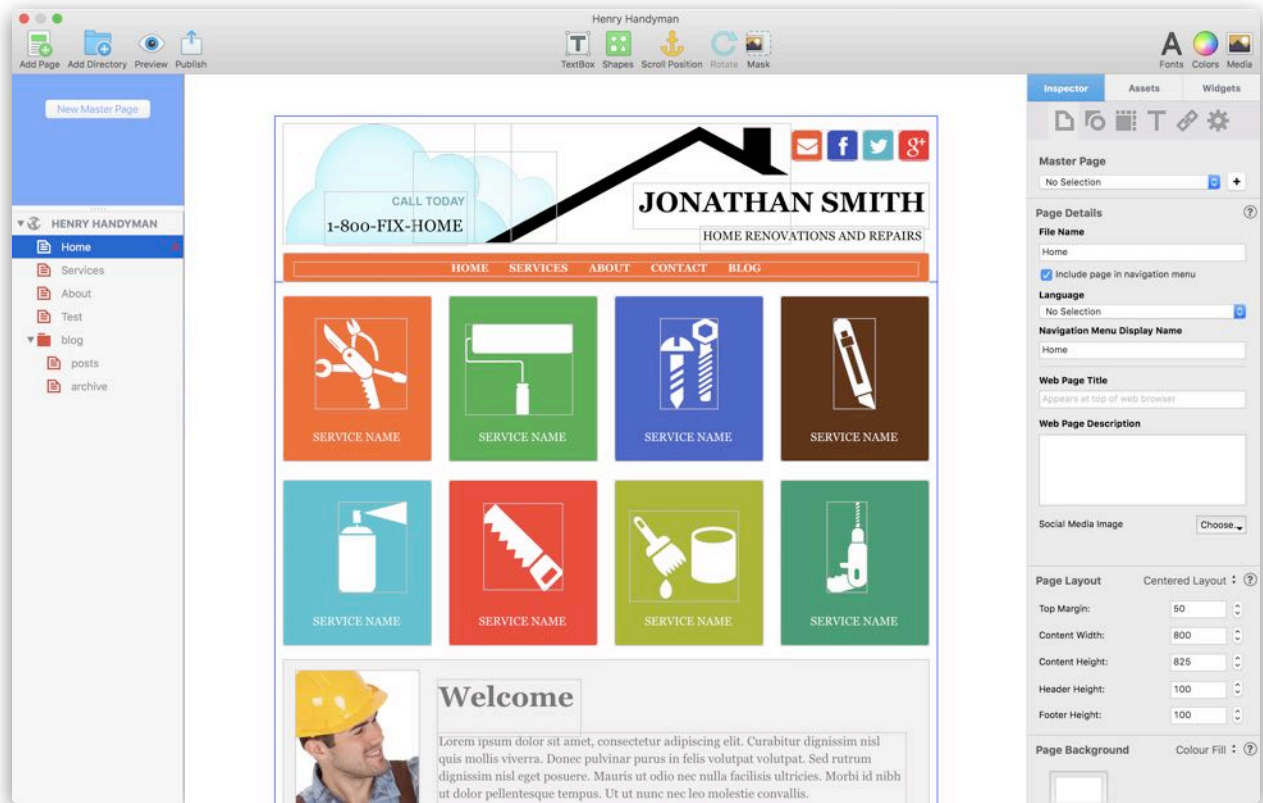 Henry Handyman
Add Page Add Directory Preview Publish
TextBox Shapes Scroll Position Rotate Mask
Fonts Colors Media
New Master Page
HENRY HANDYMAN
Home
Services
About
Test
blog
posts
archive
CALL TODAY
1-800-FIX-HOME
f
g+
JONATHAN SMITH
HOME RENOVATIONS AND REPAIRS
HOME SERVICES ABOUT CONTACT BLOG
SERVICE NAME SERVICE NAME SERVICE NAME SERVICE NAME
SERVICE NAME SERVICE NAME SERVICE NAME SERVICE NAME
Welcome
Lorem ipsum dolor sit amet, consectetur adipiscing elit. Curabitur dignissim nisl
quis mollis viverra. Donec pulvinar purus in felis volutpat volutpat. Sed rutrum
dignissim nisl eget posuere. Mauris ut odio nec nulla facilisis ultricies. Morbi id nibh
ut dolor pellentesque tempus. Ut ut nunc nec leo molestie convallis.
Inspector Assets Widgets
Master Page
No Selection +
Page Details ?
File Name
Home
Include page in navigation menu
Language
No Selection
Navigation Menu Display Name
Home
Web Page Title
Appears at top of web browser
Web Page Description
Social Media Image Choose...
Page Layout Centered Layout ?
Top Margin: 50
Content Width: 800
Content Height: 825
Header Height: 100
Footer Height: 100
Page Background Colour Fill ?